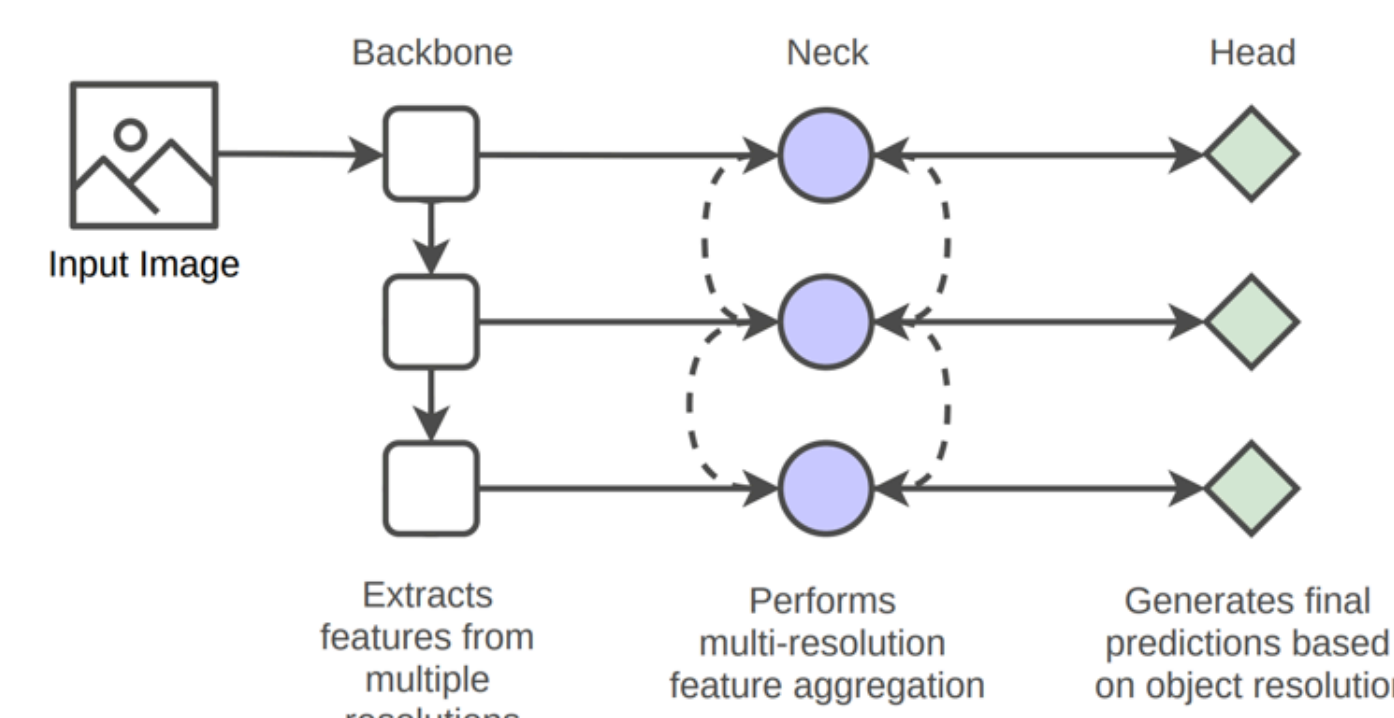 Backbone
Neck
Head
Input Image
Extracts
features from
multiple
resolutions
Performs
multi-resolution
feature aggregation
Generates final
predictions based
on object